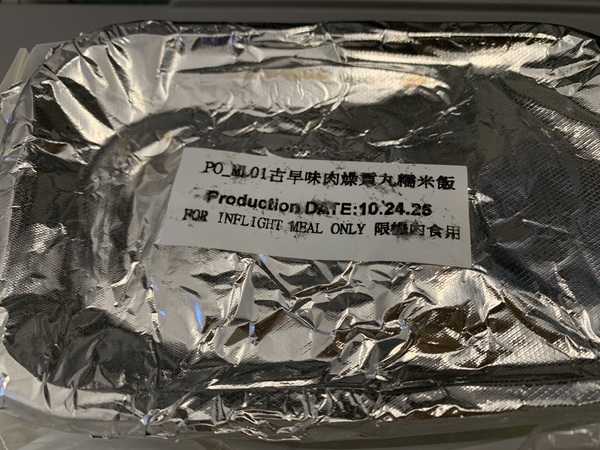 PO_ML01古早味肉燥貢丸糯米飯
Production DATE:10.24.25
FOR INFLIGHT MEAL ONLY 限機內食用